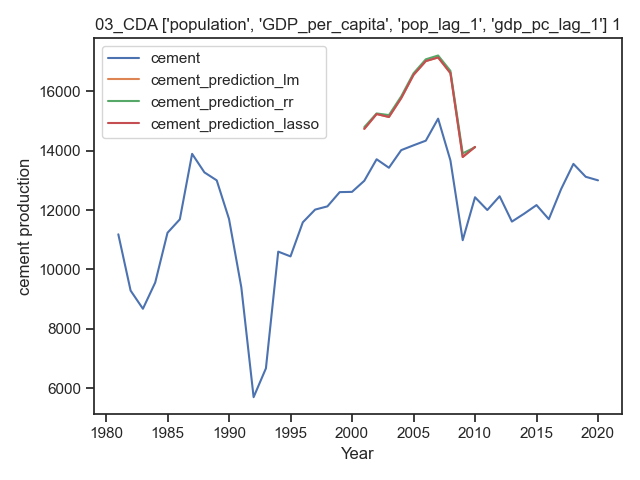 03_CDA ['population', 'GDP_per_capita', 'pop_lag_1', 'gdp_pc_lag_1'] 1
cement
cement_prediction_lm
cement_prediction_rr
cement_prediction_lasso
16000
14000
12000
10000
8000
6000
cement production
1980
1985
1990
1995
2000
2005
2010
2015
2020
Year